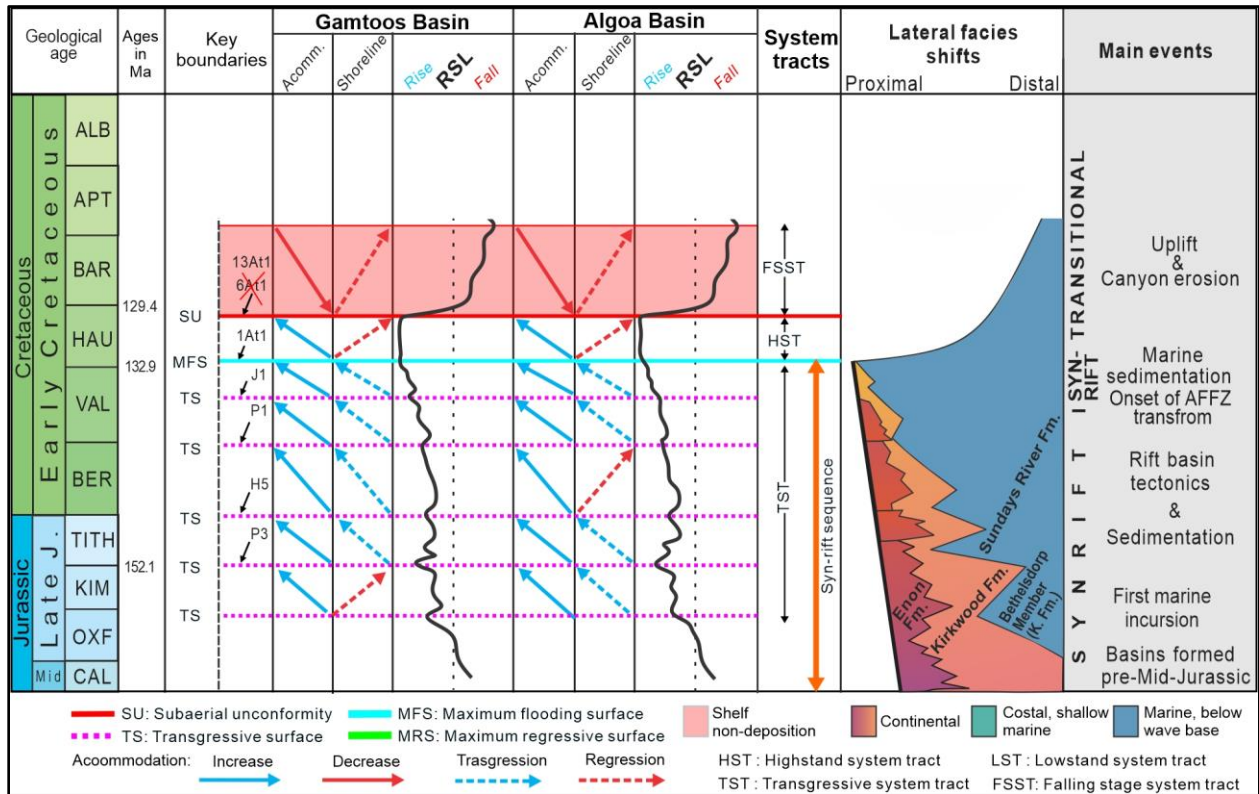 Geological age
Ages in Ma
Key boundaries
Gamtoos Basin
Acomm.
Shoreline
Rise
RSL
Fall
Algoa Basin
Acomm.
Shoreline
Rise
RSL
Fall
System tracts
Lateral facies shifts
Proximal
Distal
Main events
Cretaceous
Early Cretaceous
ALB
APT
BAR
HAU
VAL
BER
Jurassic
Late J.
TITH
KIM
OXF
Mid
CAL
129.4
132.9
152.1
13At1
6At1
SU
1At1
MFS
J1
TS
P1
TS
H5
TS
P3
TS
TS
FSST
HST
TST
Syn-rift sequence
Enon Fm.
Kirkwood Fm.
Sundays River Fm.
Bethelsdorp Member (K. Fm.)
SYN RIFT
I SYN-RIFT
TRANSITIONAL
Uplift
&
Canyon erosion
Marine
sedimentation
Onset of AFFZ
transfrom
Rift basin
tectonics
&
Sedimentation
First marine
incursion
Basins formed
pre-Mid-Jurassic
SU: Subaerial unconformity
MFS: Maximum flooding surface
Shelf non-deposition
Continental
Costal, shallow marine
Marine, below wave base
TS: Transgressive surface
MRS: Maximum regressive surface
Accommodation:
Increase
Decrease
Trasgression
Regression
HST : Highstand system tract
LST : Lowstand system tract
TST : Transgressive system tract
FSST: Falling stage system tract